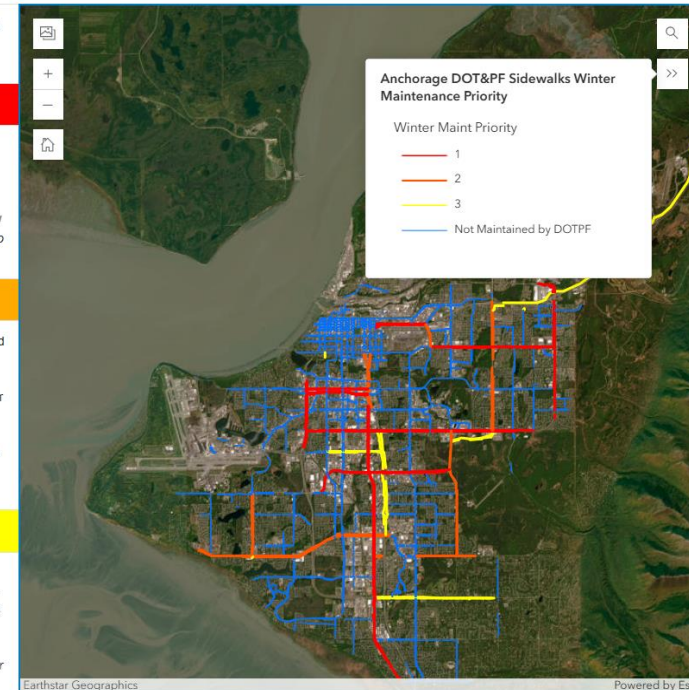 Anchorage DOT&PF Sidewalks Winter
Maintenance Priority
Winter Maint Priority
1
2
3
Not Maintained by DOTPF
Earthstar Geographics
Powered by Es